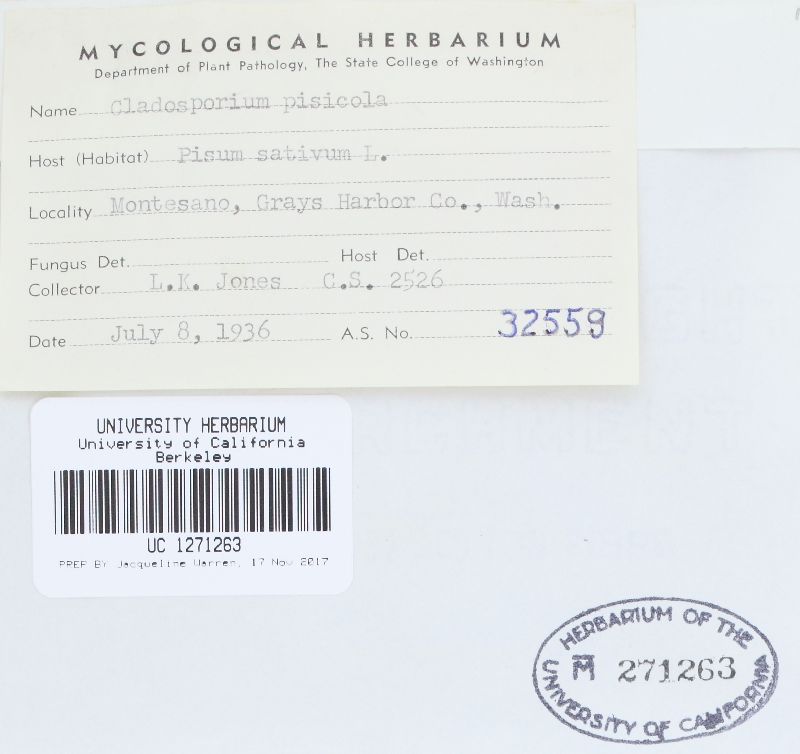 MYCOLOGICAL HERBARIUM
Department of Plant Pathology, The State College of Washington
Name Cladosporium pisicola
Host (Habitat) Pisum sativum L.
Locality Montesano, Grays Harbor Co., Wash.
Fungus Det. Host Det.
Collector L.K. Jones C.S. 2526
Date July 8, 1936 A.S. No. 32559
UNIVERSITY HERBARIUM
University of California
Berkeley
UC 1271263
PREP BY Jacqueline Warren, 17 Nov 2017
HERBARIUM OF THE
M 271263
UNIVERSITY OF CALIFORNIA